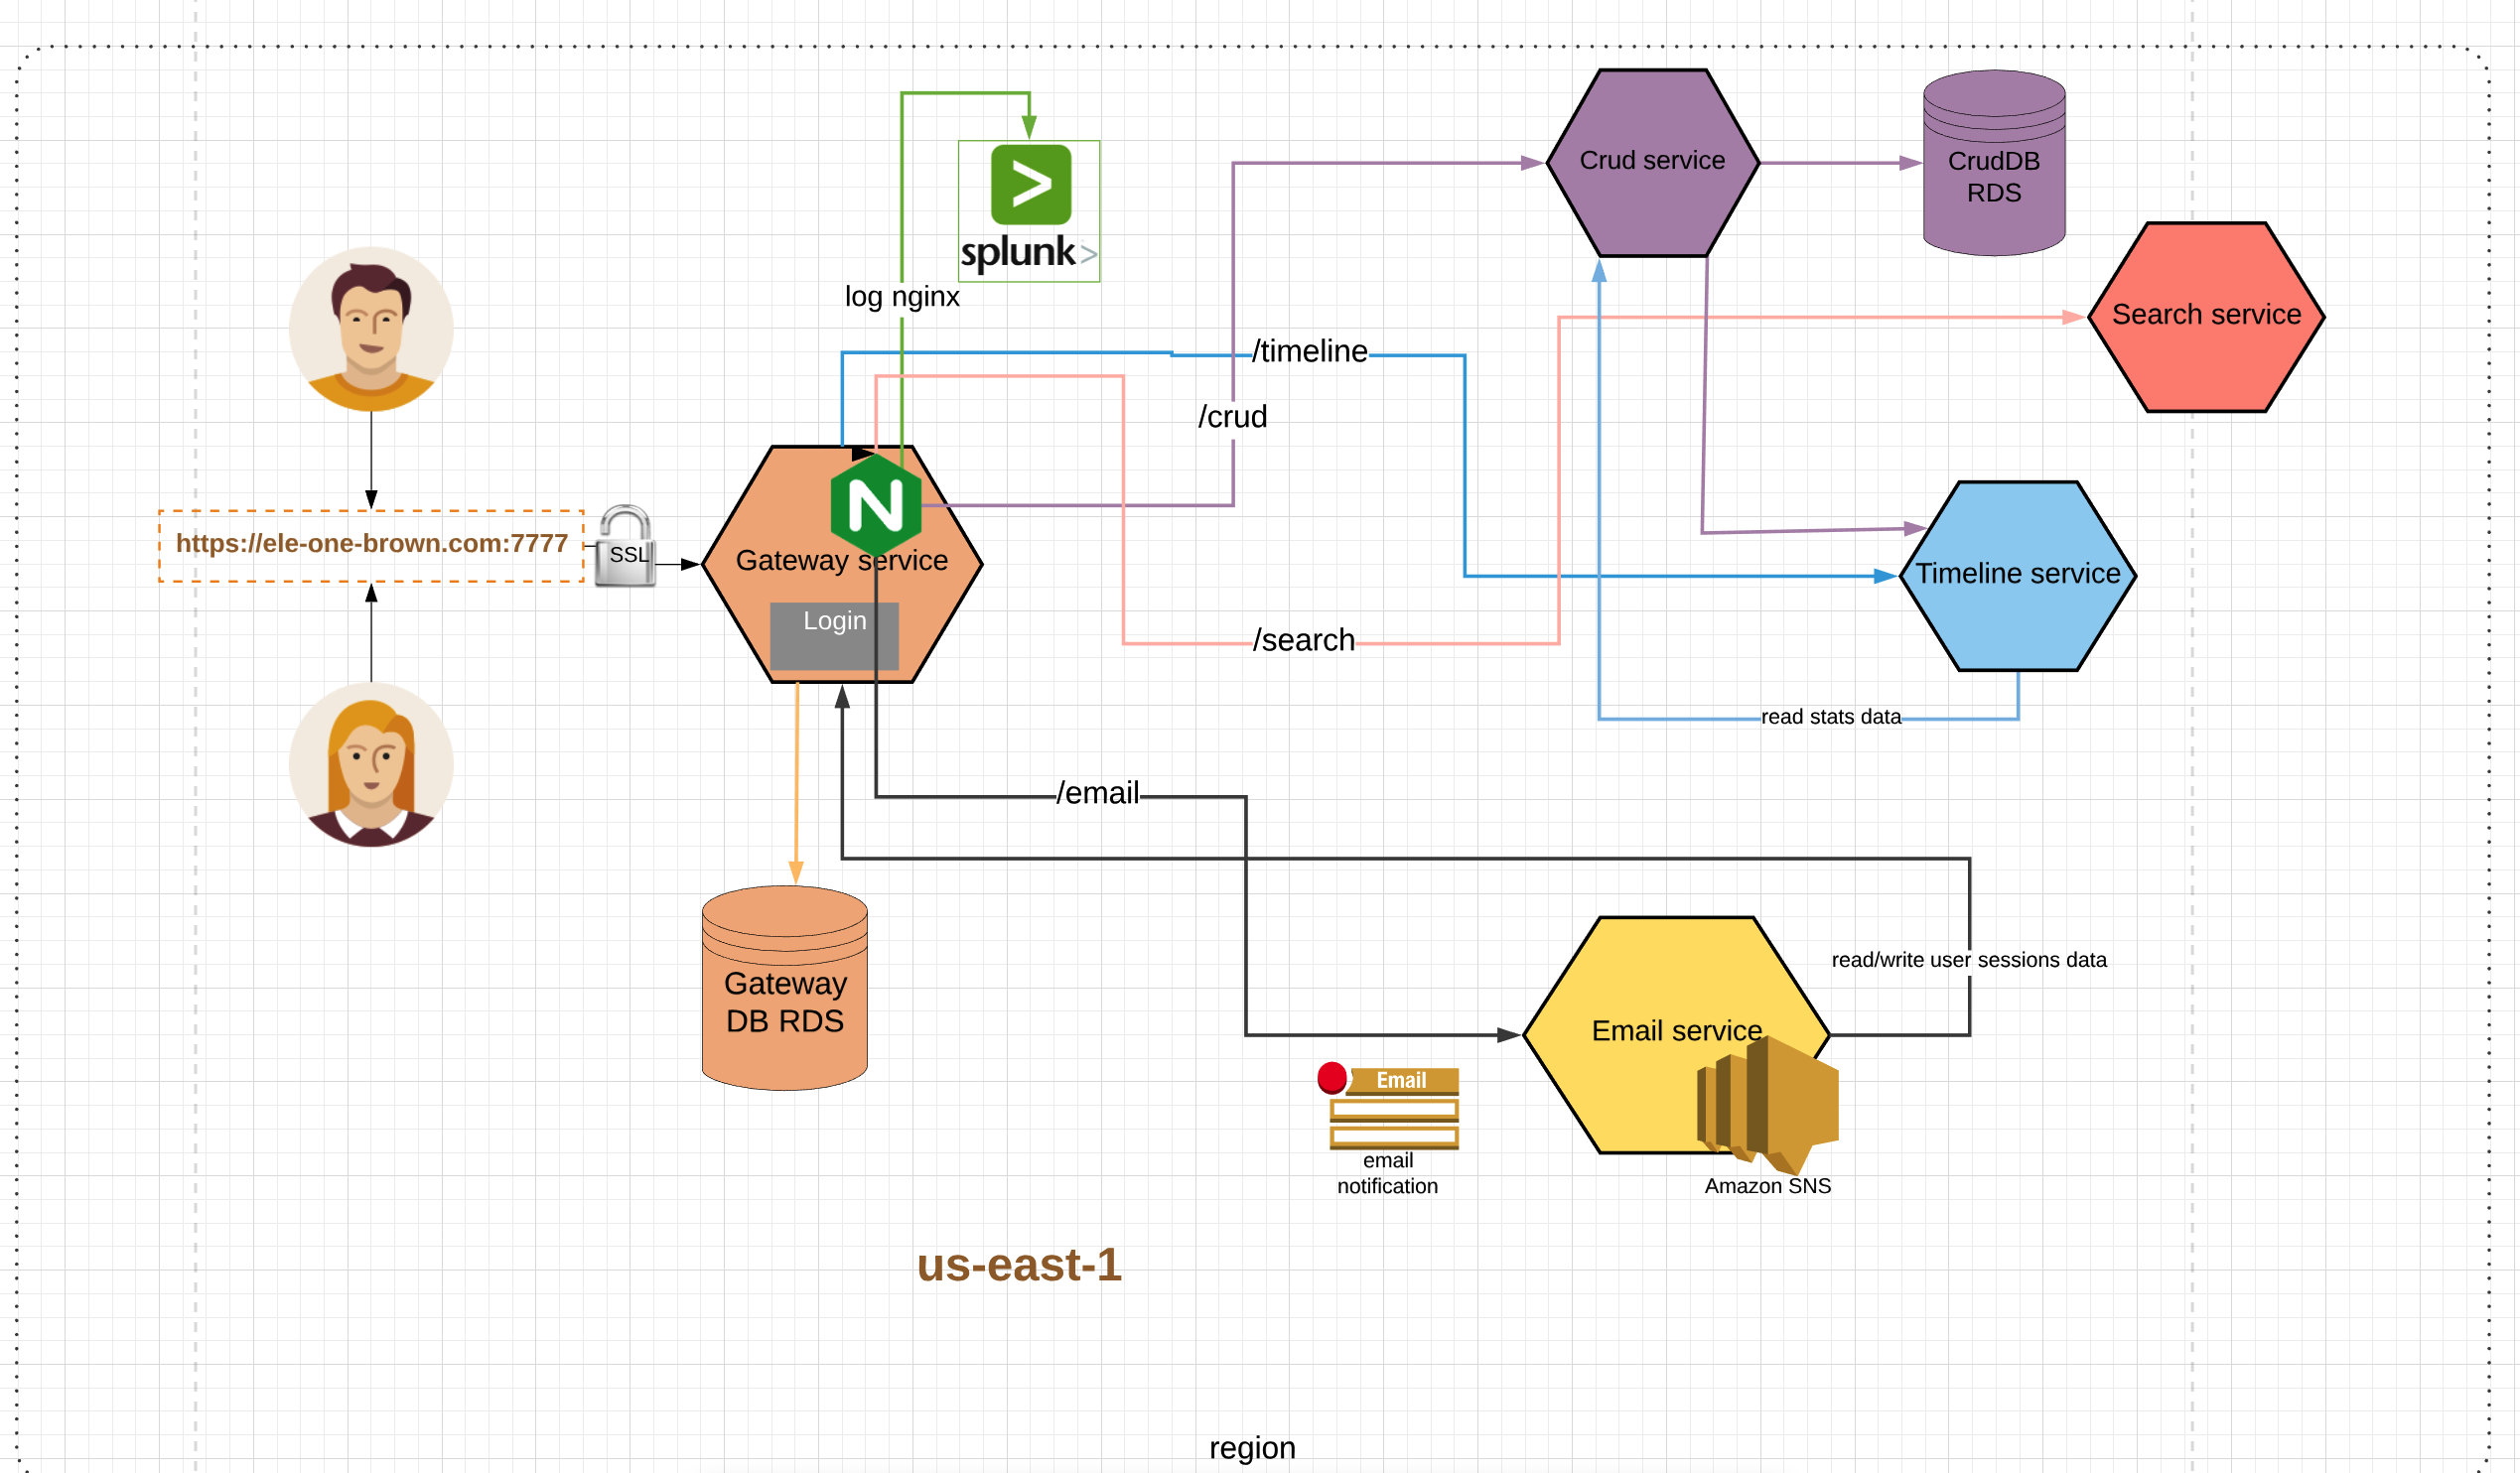 splunk>
log nginx
Crud service
CrudDB
RDS
Search service
/timeline
/crud
https://ele-one-brown.com:7777
SSL
Gateway service
Login
Timeline service
/search
read stats data
/email
Gateway
DB RDS
read/write user sessions data
Email service
Email
email
notification
Amazon SNS
us-east-1
region